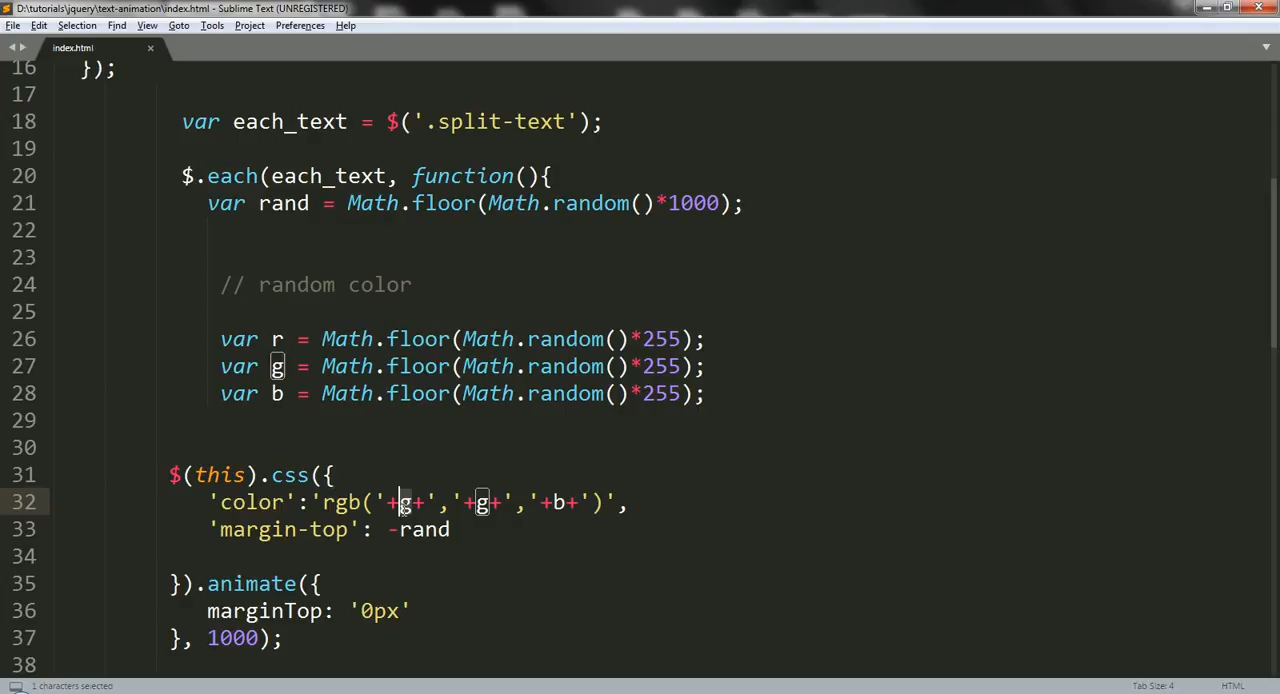 D:\tutorials\jquery\text-animation\index.html - Sublime Text (UNREGISTERED)
File Edit Selection Find View Goto Tools Project Preferences Help
index.html
16 });
17
18 var each_text = $('.split-text');
19
20 $.each(each_text, function(){
21 var rand = Math.floor(Math.random()*1000);
22
23
24 // random color
25
26 var r = Math.floor(Math.random()*255);
27 var g = Math.floor(Math.random()*255);
28 var b = Math.floor(Math.random()*255);
29
30
31 $(this).css({
32 'color':'rgb('+g+','+g+','+b+')',
33 'margin-top': -rand
34
35 }).animate({
36 marginTop: '0px'
37 }, 1000);
38
1 characters selected Tab Size: 4 HTML